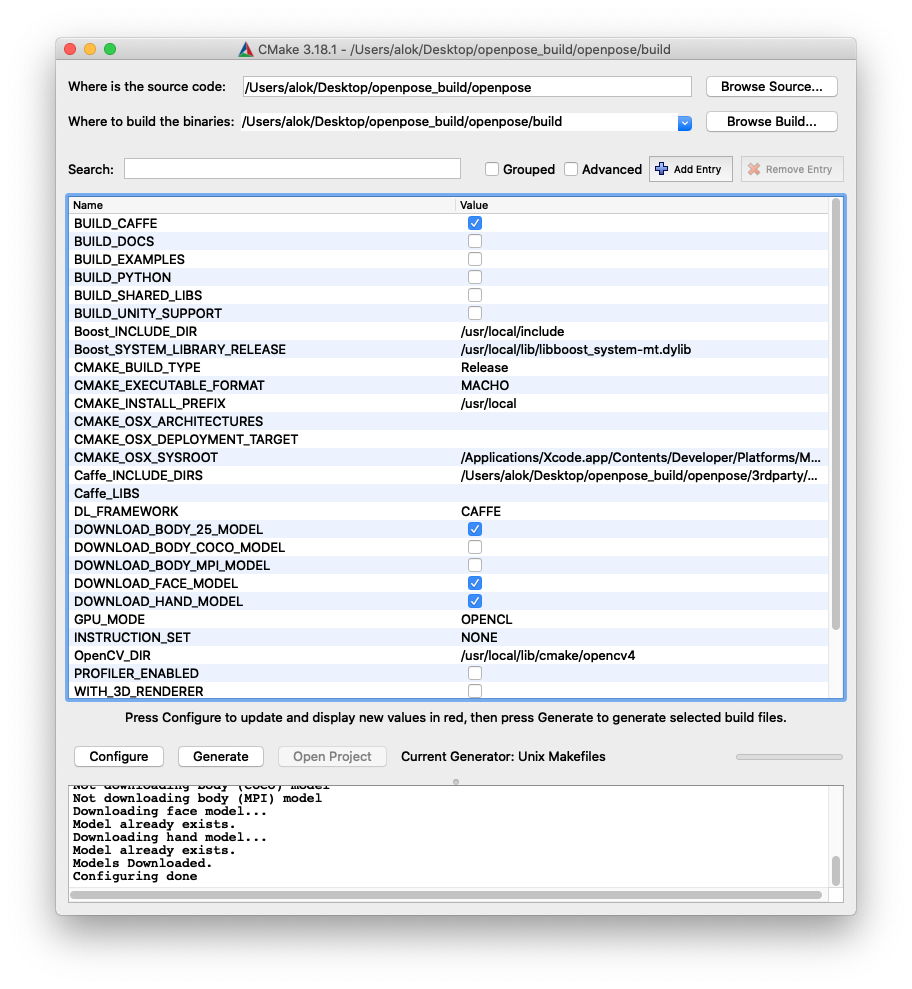 CMake 3.18.1 - /Users/alok/Desktop/openpose_build/openpose/build
Where is the source code: /Users/alok/Desktop/openpose_build/openpose Browse Source...
Where to build the binaries: /Users/alok/Desktop/openpose_build/openpose/build Browse Build...
Search: Grouped Advanced Add Entry Remove Entry
Name Value
BUILD_CAFFE
BUILD_DOCS
BUILD_EXAMPLES
BUILD_PYTHON
BUILD_SHARED_LIBS
BUILD_UNITY_SUPPORT
Boost_INCLUDE_DIR /usr/local/include
Boost_SYSTEM_LIBRARY_RELEASE /usr/local/lib/libboost_system-mt.dylib
CMAKE_BUILD_TYPE Release
CMAKE_EXECUTABLE_FORMAT MACHO
CMAKE_INSTALL_PREFIX /usr/local
CMAKE_OSX_ARCHITECTURES
CMAKE_OSX_DEPLOYMENT_TARGET
CMAKE_OSX_SYSROOT /Applications/Xcode.app/Contents/Developer/Platforms/M...
Caffe_INCLUDE_DIRS /Users/alok/Desktop/openpose_build/openpose/3rdparty/...
Caffe_LIBS
DL_FRAMEWORK CAFFE
DOWNLOAD_BODY_25_MODEL
DOWNLOAD_BODY_COCO_MODEL
DOWNLOAD_BODY_MPI_MODEL
DOWNLOAD_FACE_MODEL
DOWNLOAD_HAND_MODEL
GPU_MODE OPENCL
INSTRUCTION_SET NONE
OpenCV_DIR /usr/local/lib/cmake/opencv4
PROFILER_ENABLED
WITH_3D_RENDERER
Press Configure to update and display new values in red, then press Generate to generate selected build files.
Configure Generate Open Project Current Generator: Unix Makefiles
Not downloading body (COCO) model
Not downloading body (MPI) model
Downloading face model...
Model already exists.
Downloading hand model...
Model already exists.
Models Downloaded.
Configuring done